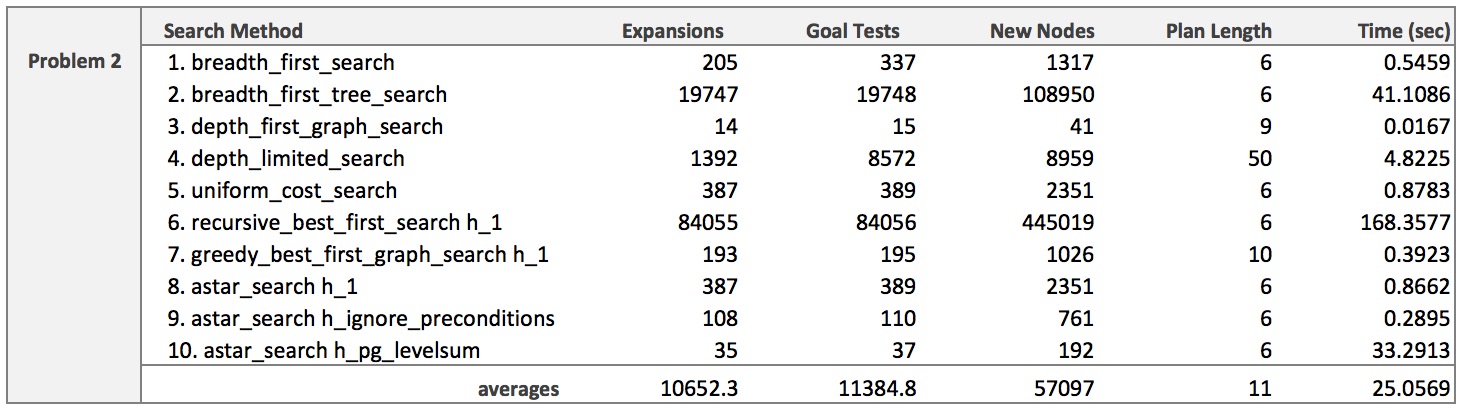 Search Method Expansions Goal Tests New Nodes Plan Length Time (sec)
Problem 2 1. breadth_first_search 205 337 1317 6 0.5459
2. breadth_first_tree_search 19747 19748 108950 6 41.1086
3. depth_first_graph_search 14 15 41 9 0.0167
4. depth_limited_search 1392 8572 8959 50 4.8225
5. uniform_cost_search 387 389 2351 6 0.8783
6. recursive_best_first_search h_1 84055 84056 445019 6 168.3577
7. greedy_best_first_graph_search h_1 193 195 1026 10 0.3923
8. astar_search h_1 387 389 2351 6 0.8662
9. astar_search h_ignore_preconditions 108 110 761 6 0.2895
10. astar_search h_pg_levelsum 35 37 192 6 33.2913
averages 10652.3 11384.8 57097 11 25.0569